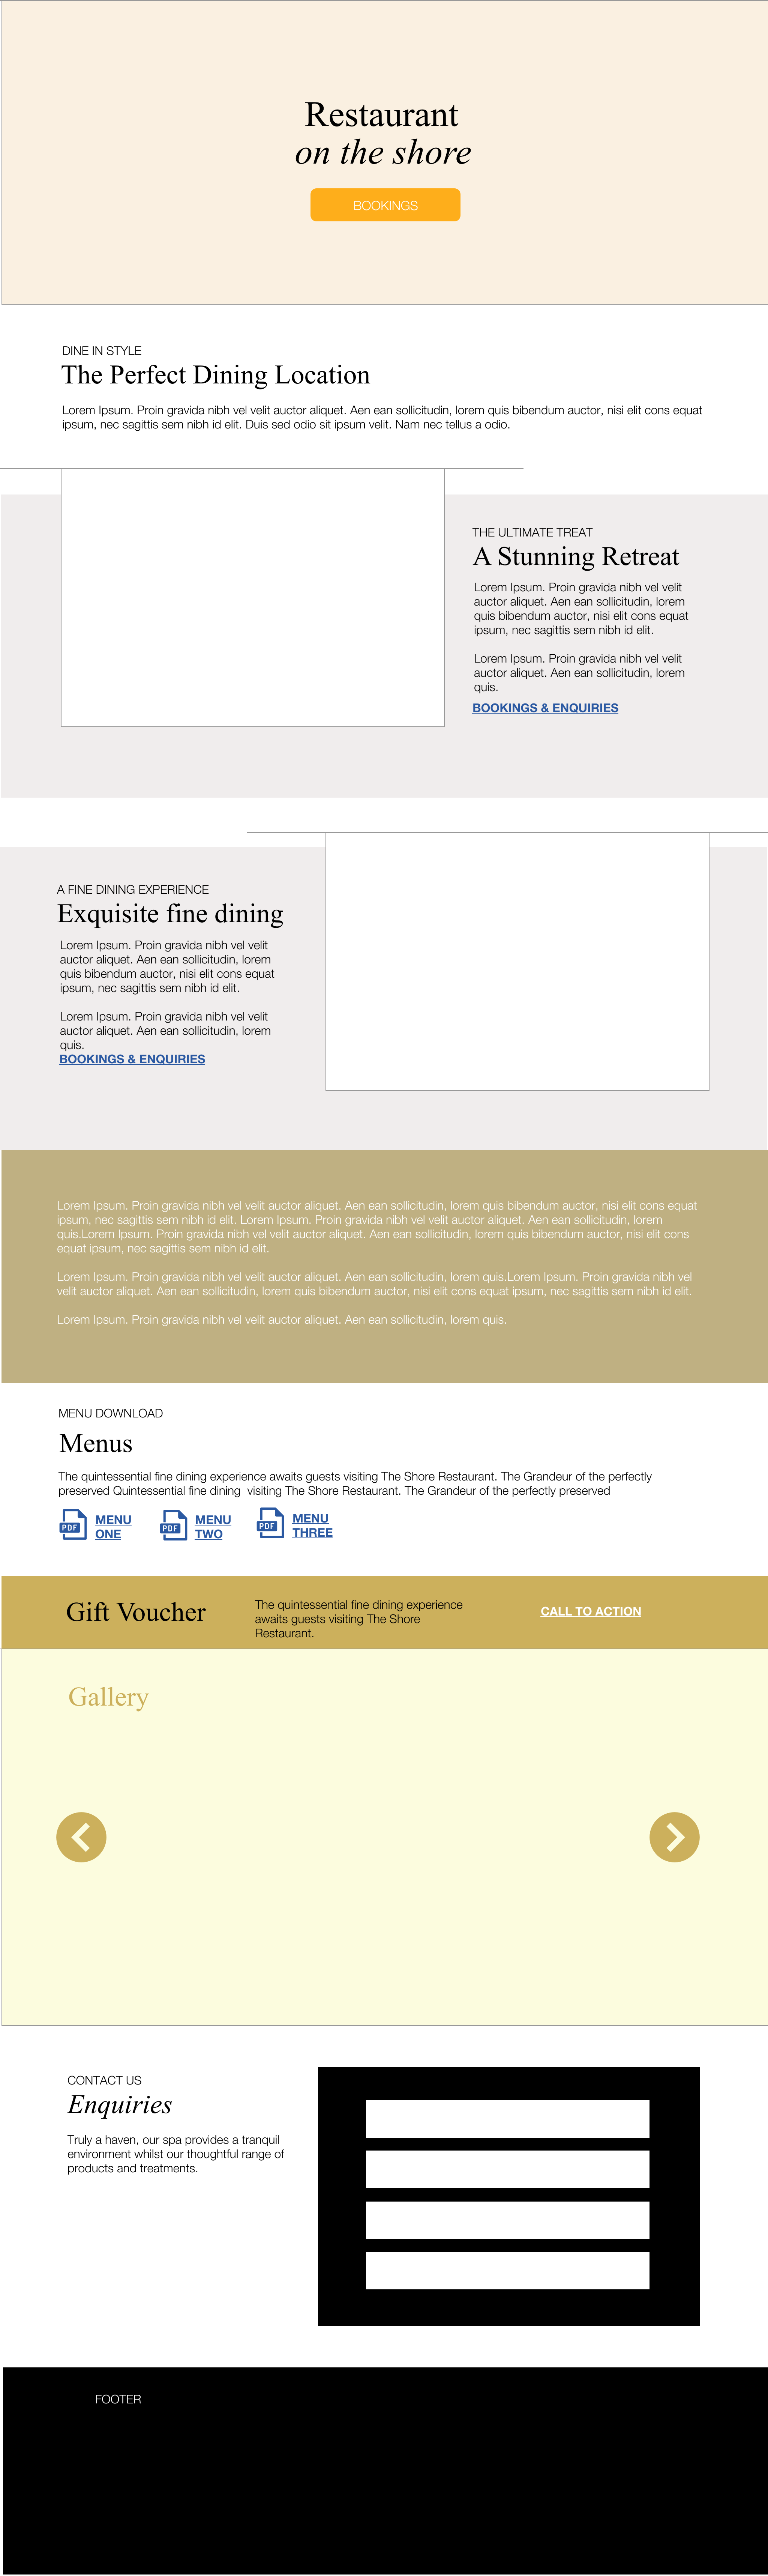 Restaurant
on the shore
BOOKINGS
DINE IN STYLE
The Perfect Dining Location
Lorem Ipsum. Proin gravida nibh vel velit auctor aliquet. Aen ean sollicitudin, lorem quis bibendum auctor, nisi elit cons equat
ipsum, nec sagittis sem nibh id elit. Duis sed odio sit ipsum velit. Nam nec tellus a odio.
THE ULTIMATE TREAT
A Stunning Retreat
Lorem Ipsum. Proin gravida nibh vel velit
auctor aliquet. Aen ean sollicitudin, lorem
quis bibendum auctor, nisi elit cons equat
ipsum, nec sagittis sem nibh id elit.
Lorem Ipsum. Proin gravida nibh vel velit
auctor aliquet. Aen ean sollicitudin, lorem
quis.
BOOKINGS & ENQUIRIES
A FINE DINING EXPERIENCE
Exquisite fine dining
Lorem Ipsum. Proin gravida nibh vel velit
auctor aliquet. Aen ean sollicitudin, lorem
quis bibendum auctor, nisi elit cons equat
ipsum, nec sagittis sem nibh id elit.
Lorem Ipsum. Proin gravida nibh vel velit
auctor aliquet. Aen ean sollicitudin, lorem
quis.
BOOKINGS & ENQUIRIES
Lorem Ipsum. Proin gravida nibh vel velit auctor aliquet. Aen ean sollicitudin, lorem quis bibendum auctor, nisi elit cons equat
ipsum, nec sagittis sem nibh id elit. Lorem Ipsum. Proin gravida nibh vel velit auctor aliquet. Aen ean sollicitudin, lorem
quis.Lorem Ipsum. Proin gravida nibh vel velit auctor aliquet. Aen ean sollicitudin, lorem quis bibendum auctor, nisi elit cons
equat ipsum, nec sagittis sem nibh id elit.
Lorem Ipsum. Proin gravida nibh vel velit auctor aliquet. Aen ean sollicitudin, lorem quis.Lorem Ipsum. Proin gravida nibh vel
velit auctor aliquet. Aen ean sollicitudin, lorem quis bibendum auctor, nisi elit cons equat ipsum, nec sagittis sem nibh id elit.
Lorem Ipsum. Proin gravida nibh vel velit auctor aliquet. Aen ean sollicitudin, lorem quis.
MENU DOWNLOAD
Menus
The quintessential fine dining experience awaits guests visiting The Shore Restaurant. The Grandeur of the perfectly
preserved Quintessential fine dining  visiting The Shore Restaurant. The Grandeur of the perfectly preserved
PDF
MENU
ONE
PDF
MENU
TWO
PDF
MENU
THREE
Gift Voucher
The quintessential fine dining experience
awaits guests visiting The Shore
Restaurant.
CALL TO ACTION
Gallery
CONTACT US
Enquiries
Truly a haven, our spa provides a tranquil
environment whilst our thoughtful range of
products and treatments.
FOOTER